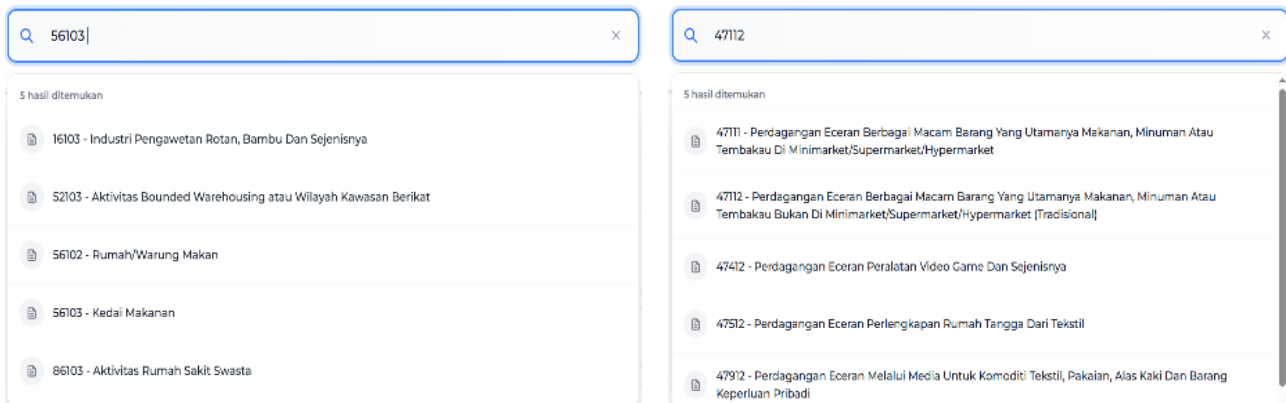 56103
5 hasil ditemukan
16103 - Industri Pengawetan Rotan, Bambu Dan Sejenisnya
52103 - Aktivitas Bounded Warehousing atau Wilayah Kawasan Berikat
56102 - Rumah/Warung Makan
56103 - Kedai Makanan
86103 - Aktivitas Rumah Sakit Swasta
47112
5 hasil ditemukan
47111 - Perdagangan Eceran Berbagai Macam Barang Yang Utamanya Makanan, Minuman Atau
Tembakau Di Minimarket/Supermarket/Hypermarket
47112 - Perdagangan Eceran Berbagai Macam Barang Yang Utamanya Makanan, Minuman Atau
Tembakau Bukan Di Minimarket/Supermarket/Hypermarket (Tradisional)
47412 - Perdagangan Eceran Peralatan Video Game Dan Sejenisnya
47512 - Perdagangan Eceran Perlengkapan Rumah Tangga Dari Tekstil
47912 - Perdagangan Eceran Melalui Media Untuk Komoditi Tekstil, Pakaian, Alas Kaki Dan Barang
Keperluan Pribadi